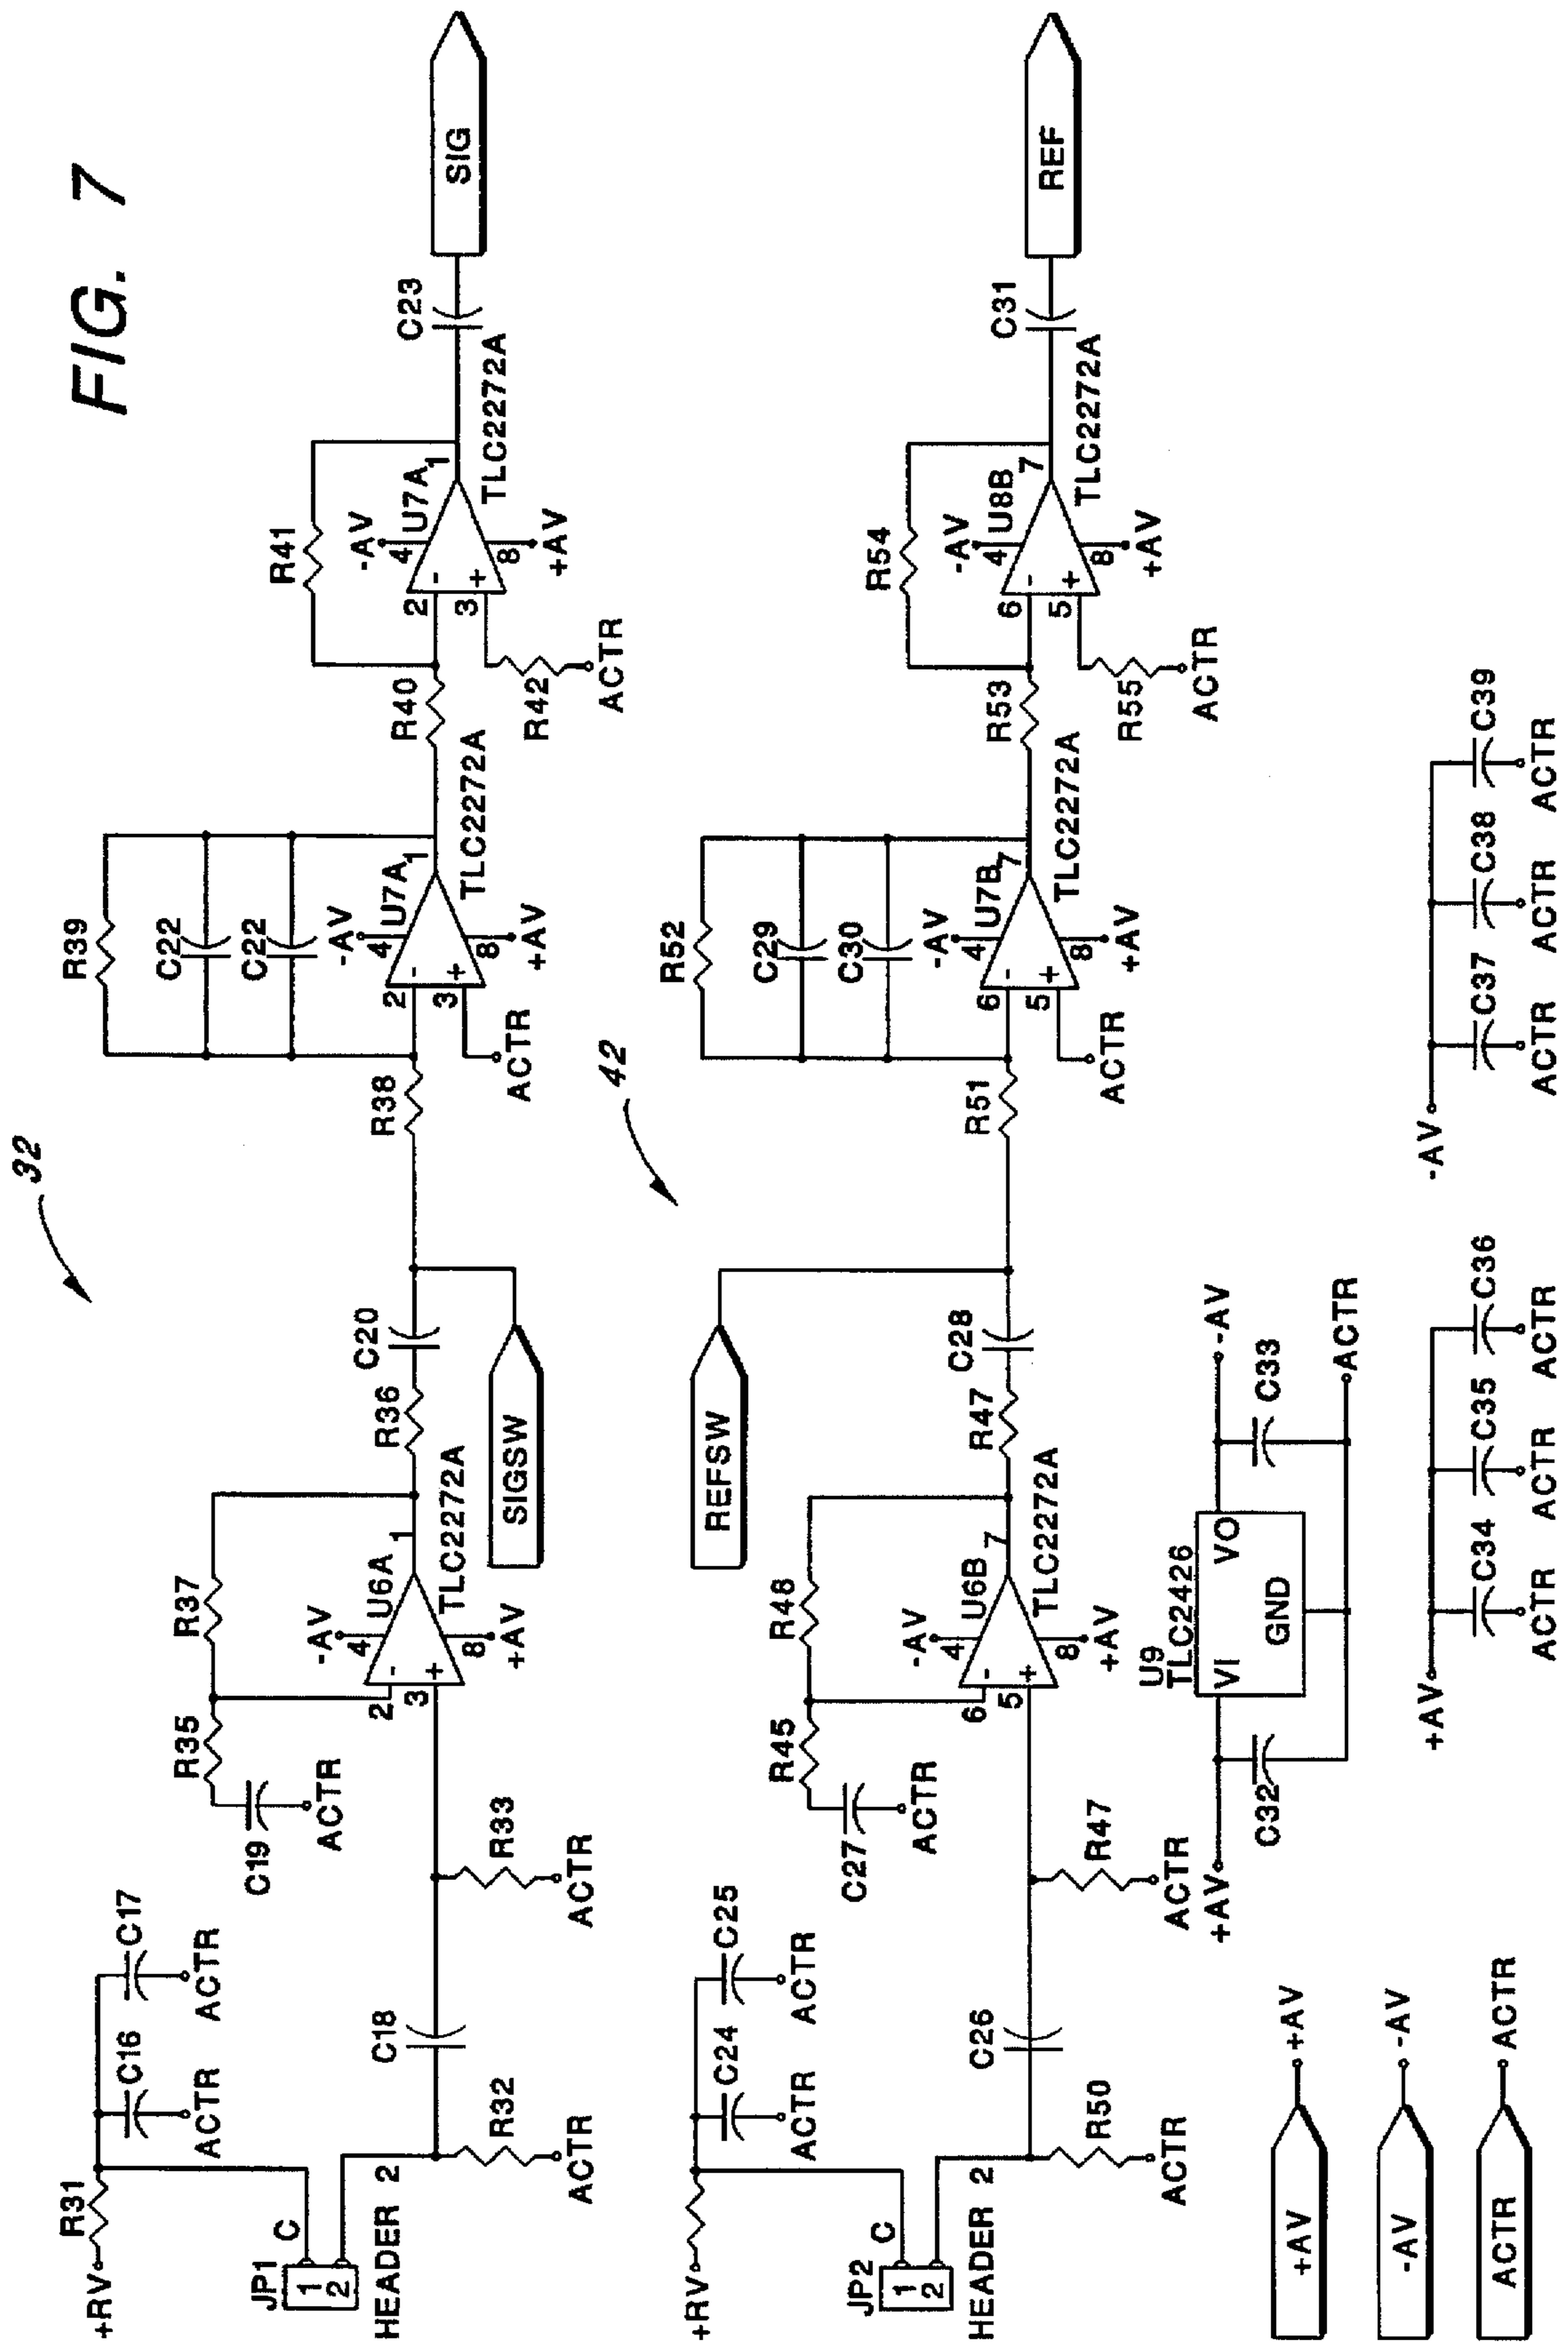 FIG. 7
32
+RV
R31
C16
ACTR
C17
ACTR
JP1
1
2
C
HEADER 2
R32
ACTR
C18
R33
ACTR
C19
ACTR
R35
R37
2
3
-
+
-AV
4
U6A
1
8
+AV
TLC2272A
R36
C20
SIGSW
R38
R39
C22
C22
2
3
-
+
ACTR
-AV
4
U7A
1
8
+AV
TLC2272A
R40
R41
2
3
-
+
R42
ACTR
-AV
4
U7A
1
8
+AV
TLC2272A
C23
SIG
42
+RV
C24
ACTR
C25
ACTR
JP2
1
2
C
HEADER 2
R50
ACTR
C26
R47
ACTR
C27
ACTR
R45
R48
6
5
-
+
-AV
4
U6B
7
8
+AV
TLC2272A
R47
C28
REFSW
R51
R52
C29
C30
6
5
-
+
ACTR
-AV
4
U7B
7
8
+AV
TLC2272A
R53
R54
6
5
-
+
R55
ACTR
-AV
4
U8B
7
8
+AV
TLC2272A
C31
REF
+AV
+AV
-AV
-AV
ACTR
ACTR
+AV
C32
U9
TLC2426
VI
VO
GND
-AV
C33
ACTR
+AV
C34
ACTR
C35
ACTR
C36
ACTR
-AV
C37
ACTR
C38
ACTR
C39
ACTR